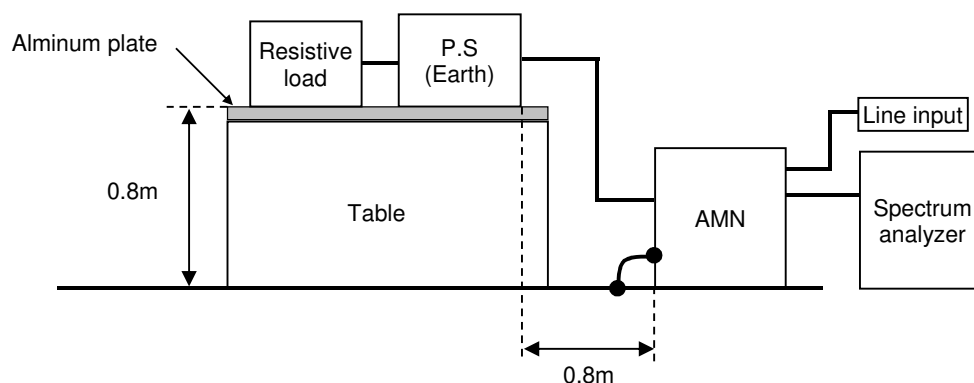 Alminum plate
Resistive
load
P.S
(Earth)
Line input
0.8m
Table
AMN
Spectrum
analyzer
0.8m